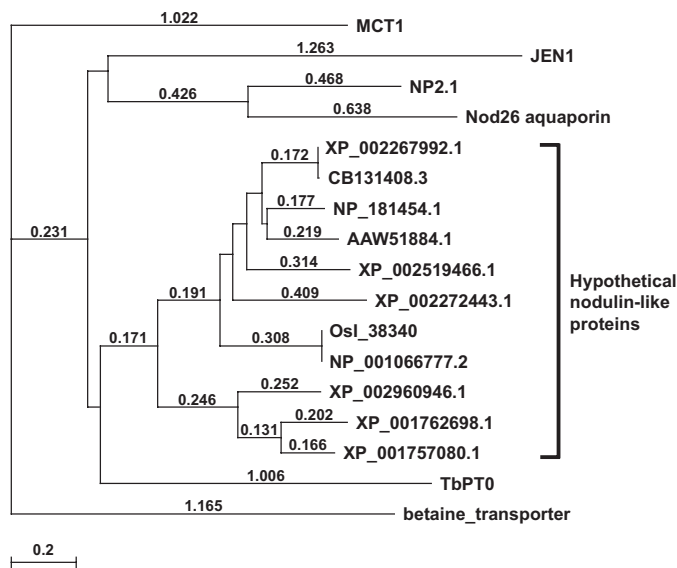 1.022
MCT1
1.263
JEN1
0.468
NP2.1
0.426
0.638
Nod26 aquaporin
0.172
XP_002267992.1
CB131408.3
0.177
NP_181454.1
0.231
0.219
AAW51884.1
0.314
XP_002519466.1
Hypothetical
nodulin-like
proteins
0.191
0.409
XP_002272443.1
0.171
0.308
OsI_38340
NP_001066777.2
0.252
XP_002960946.1
0.246
0.202
XP_001762698.1
0.131
0.166
XP_001757080.1
1.006
TbPT0
1.165
betaine_transporter
0.2